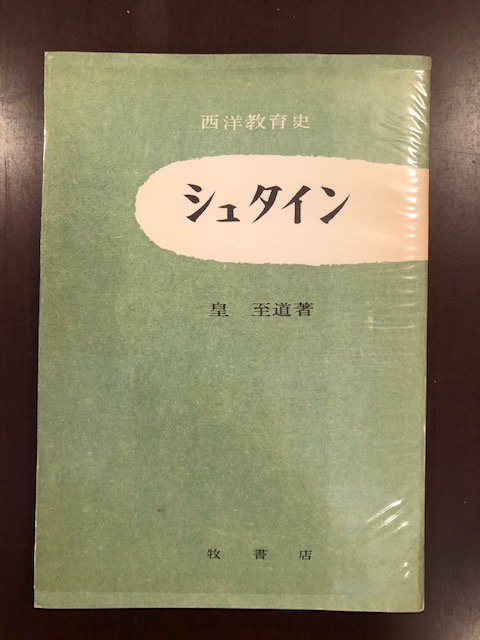 西洋教育史
シュタイン
皇 至道著
牧書店